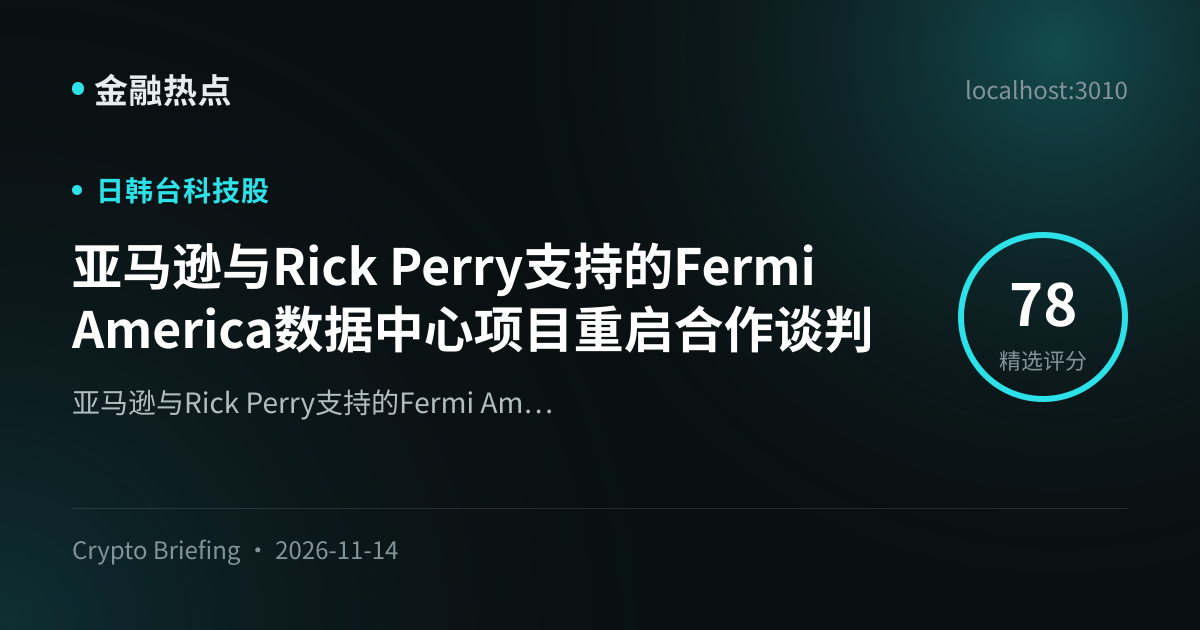 金融热点
localhost:3010
日韩台科技股
亚马逊与Rick Perry支持的Fermi
America数据中心项目重启合作谈判
78
精选评分
亚马逊与Rick Perry支持的Fermi Am…
Crypto Briefing · 2026-11-14